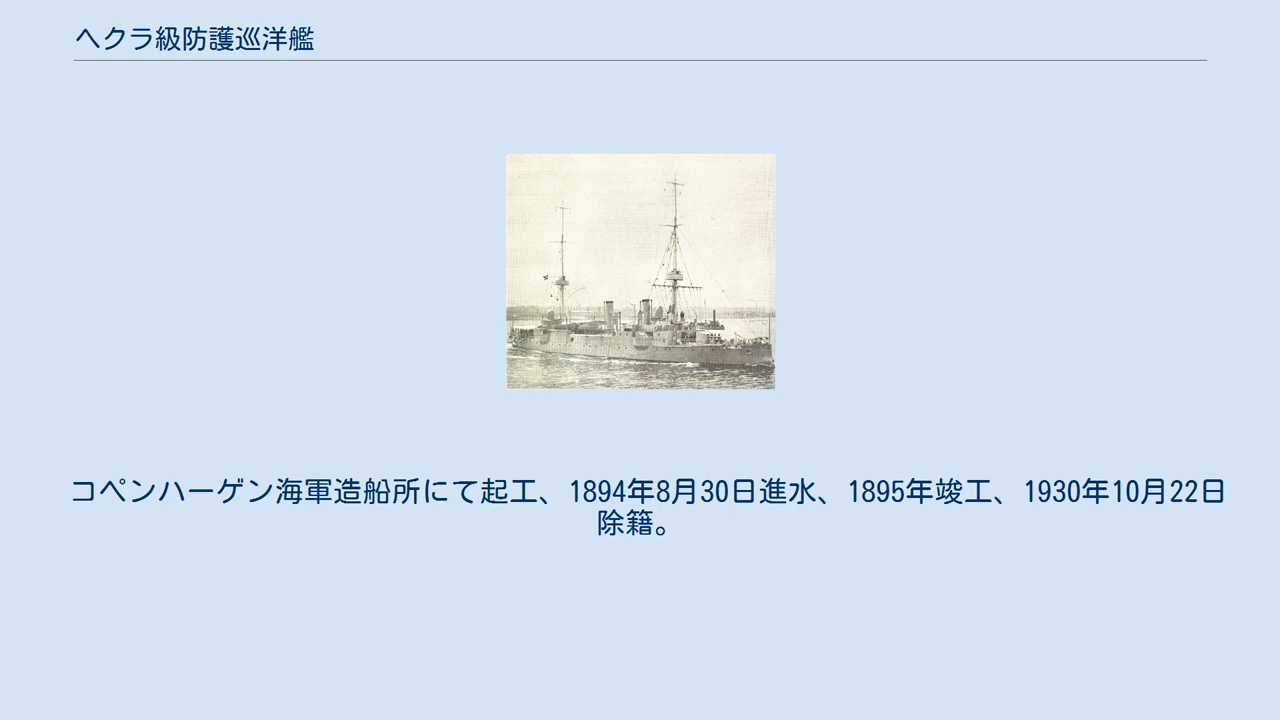 ヘクラ級防護巡洋艦
コペンハーゲン海軍造船所にて起工、1894年8月30日進水、1895年竣工、1930年10月22日
除籍。